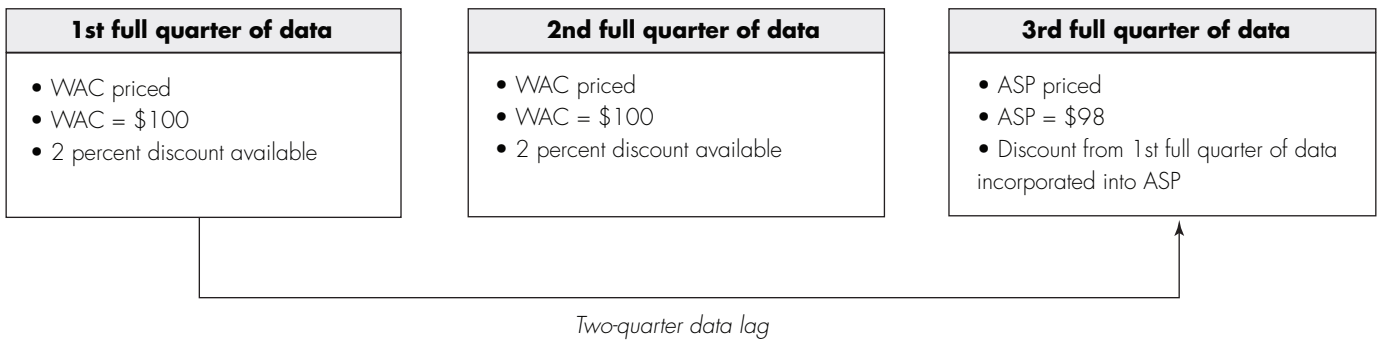 1st full quarter of data
• WAC priced
• WAC = $100
• 2 percent discount available
2nd full quarter of data
• WAC priced
• WAC = $100
• 2 percent discount available
3rd full quarter of data
• ASP priced
• ASP = $98
• Discount from 1st full quarter of data
incorporated into ASP
Two-quarter data lag